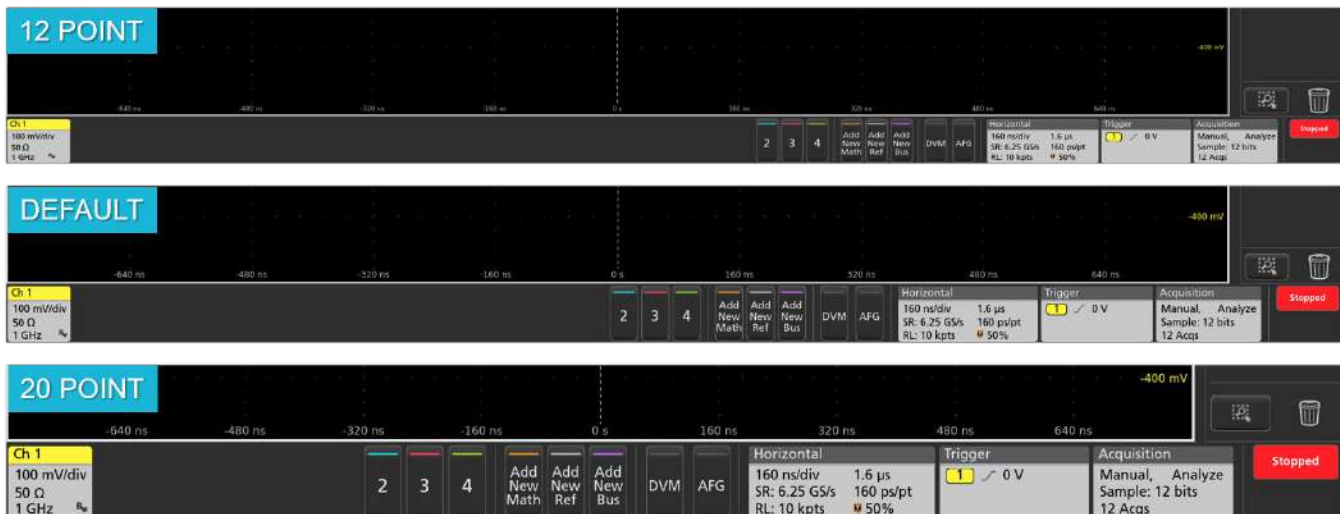 12 POINT
-400 mV
-640 ns -480 ns -320 ns -160 ns 0 s 160 ns 320 ns 480 ns 640 ns
Ch 1
100 mV/div
50 Ω
1 GHz
2 3 4
Add New Math
Add New Ref
Add New Bus
DVM AFG
Horizontal
160 ns/div 1.6 µs
SR: 6.25 GS/s 160 ps/pt
RL: 10 kpts 50%
Trigger
1 0 V
Acquisition
Manual, Analyze
Sample: 12 bits
12 Acqs
Stopped
DEFAULT
-400 mV
-640 ns -480 ns -320 ns -160 ns 0 s 160 ns 320 ns 480 ns 640 ns
Ch 1
100 mV/div
50 Ω
1 GHz
2 3 4
Add New Math
Add New Ref
Add New Bus
DVM AFG
Horizontal
160 ns/div 1.6 µs
SR: 6.25 GS/s 160 ps/pt
RL: 10 kpts 50%
Trigger
1 0 V
Acquisition
Manual, Analyze
Sample: 12 bits
12 Acqs
Stopped
20 POINT
-400 mV
-640 ns -480 ns -320 ns -160 ns 0 s 160 ns 320 ns 480 ns 640 ns
Ch 1
100 mV/div
50 Ω
1 GHz
2 3 4
Add New Math
Add New Ref
Add New Bus
DVM AFG
Horizontal
160 ns/div 1.6 µs
SR: 6.25 GS/s 160 ps/pt
RL: 10 kpts 50%
Trigger
1 0 V
Acquisition
Manual, Analyze
Sample: 12 bits
12 Acqs
Stopped